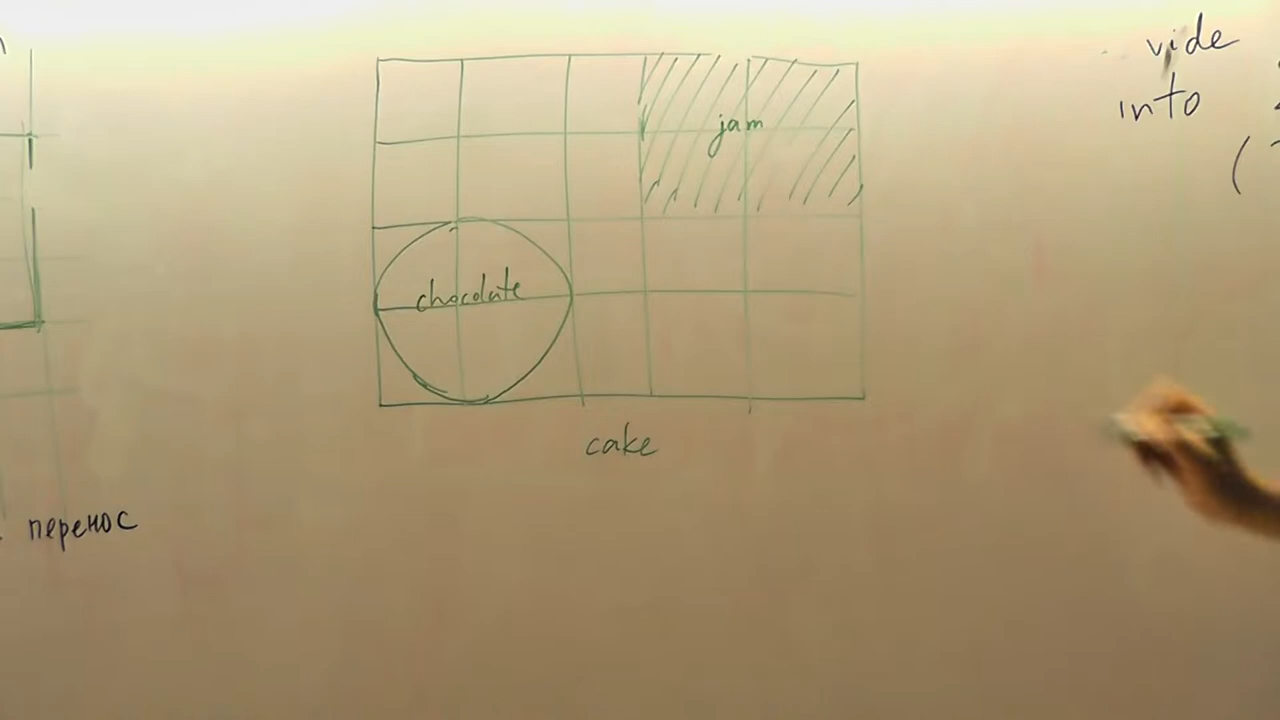 vide
into
jam
chocolate
cake
перенос